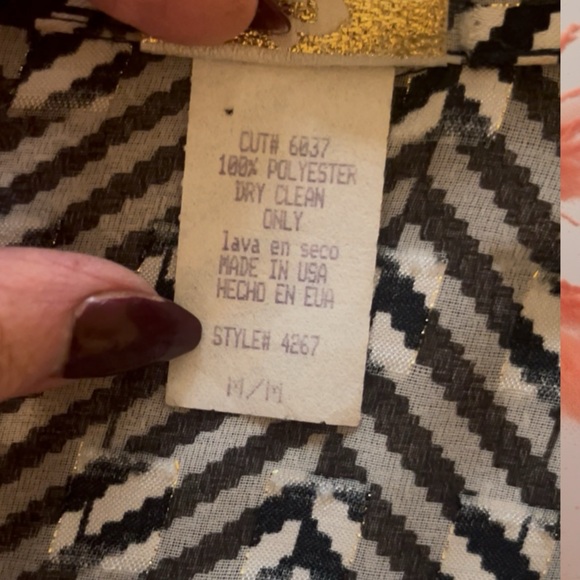 CUT# 6037
100% POLYESTER
DRY CLEAN
ONLY
lava en seco
MADE IN USA
HECHO EN EUA
STYLE# 4267
M/M